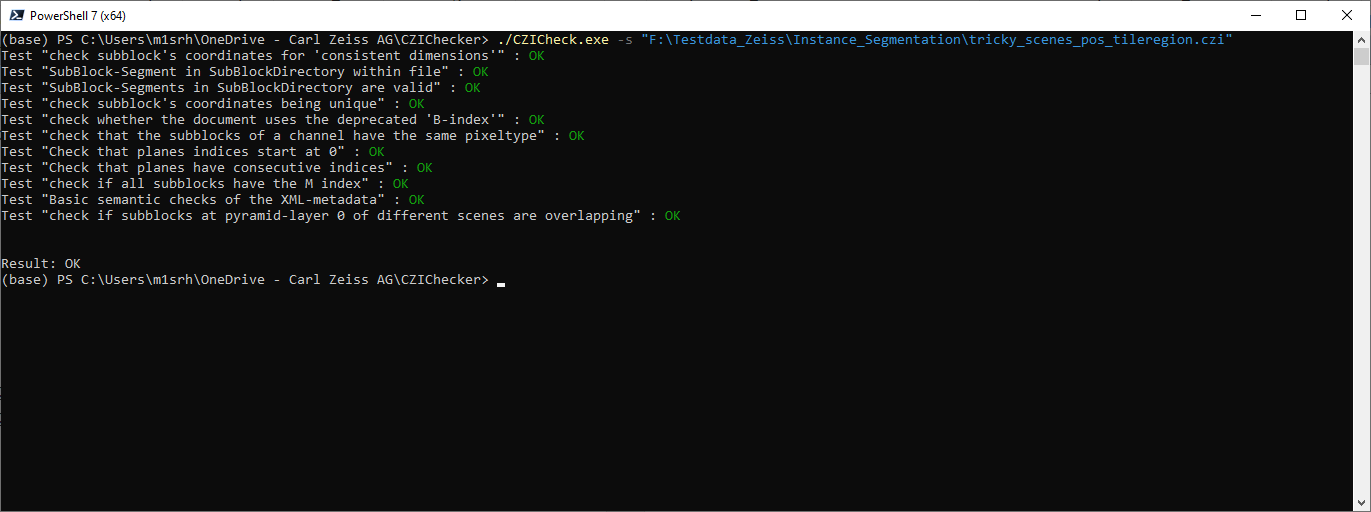 PowerShell 7 (x64)
(base) PS C:\Users\m1srh\OneDrive - Carl Zeiss AG\CZIChecker> ./CZICheck.exe -s "F:\Testdata_Zeiss\Instance_Segmentation\tricky_scenes_pos_tileregion.czi"
Test "check subblock's coordinates for 'consistent dimensions'" : OK
Test "SubBlock-Segment in SubBlockDirectory within file" : OK
Test "SubBlock-Segments in SubBlockDirectory are valid" : OK
Test "check subblock's coordinates being unique" : OK
Test "check whether the document uses the deprecated 'B-index'" : OK
Test "check that the subblocks of a channel have the same pixeltype" : OK
Test "Check that planes indices start at 0" : OK
Test "Check that planes have consecutive indices" : OK
Test "check if all subblocks have the M index" : OK
Test "Basic semantic checks of the XML-metadata" : OK
Test "check if subblocks at pyramid-layer 0 of different scenes are overlapping" : OK
Result: OK
(base) PS C:\Users\m1srh\OneDrive - Carl Zeiss AG\CZIChecker>